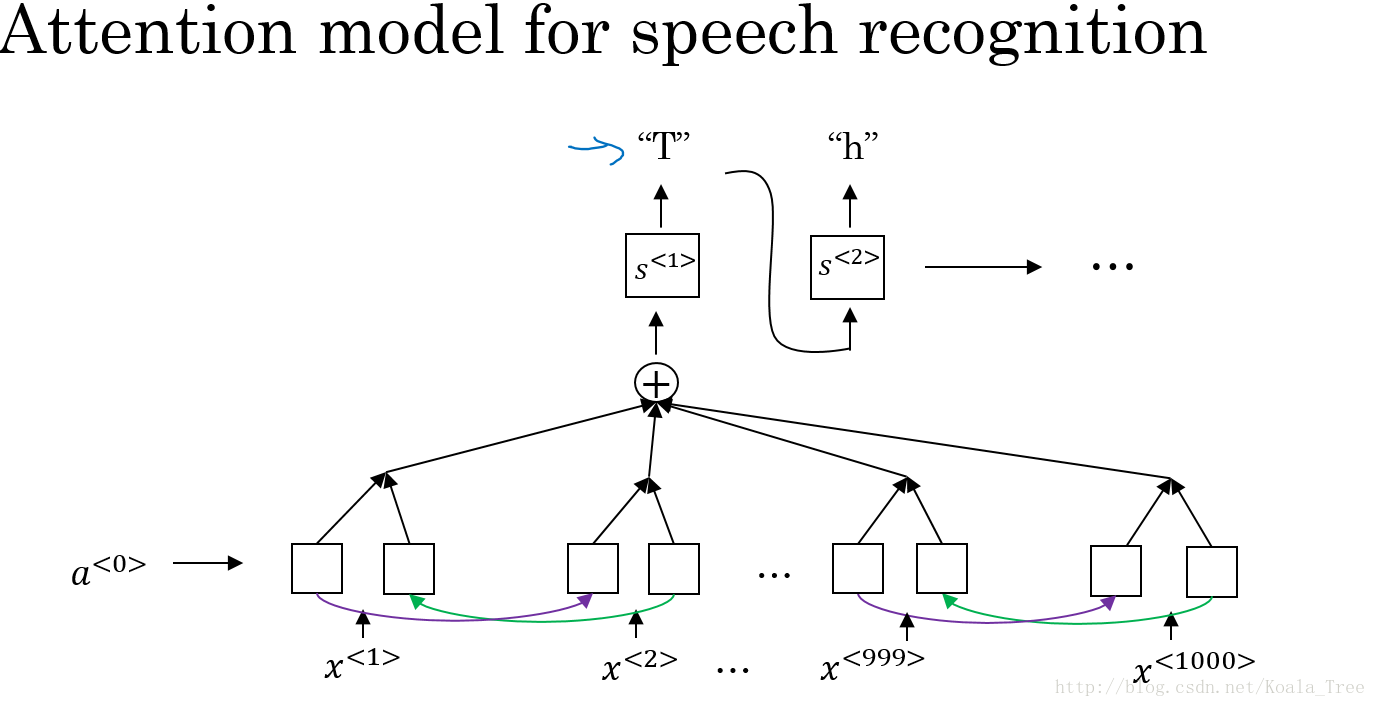 Attention model for speech recognition
“T” “h”
s<1> s<2> ...
+
a<0> ...
x<1> x<2> ... x<999> x<1000>
http://blog.csdn.net/Koala_Tree